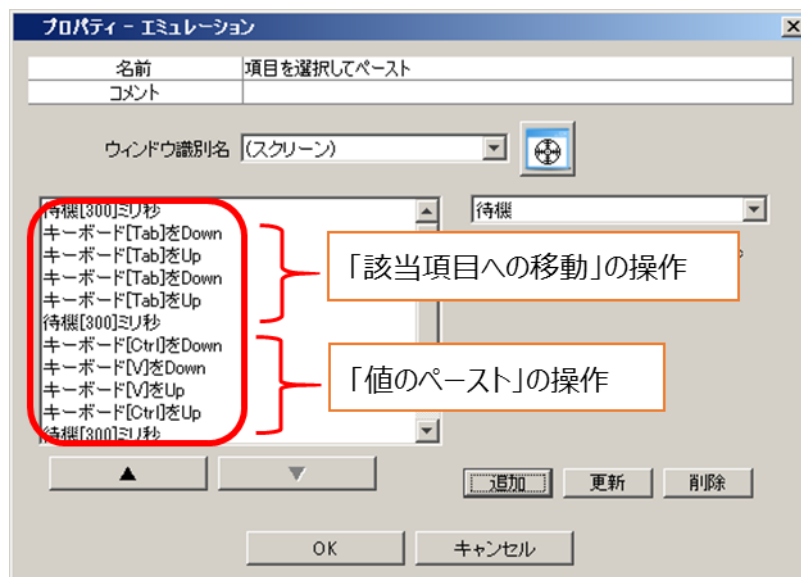 プロパティ - エミュレーション
名前
項目を選択してペースト
コメント
ウィンドウ識別名
(スクリーン)
待機[300]ミリ秒
キーボード[Tab]をDown
キーボード[Tab]をUp
キーボード[Tab]をDown
キーボード[Tab]をUp
待機[300]ミリ秒
キーボード[Ctrl]をDown
キーボード[V]をDown
キーボード[V]をUp
キーボード[Ctrl]をUp
待機[300]ミリ秒
待機
「該当項目への移動」の操作
「値のペースト」の操作
▲
▼
追加
更新
削除
OK
キャンセル